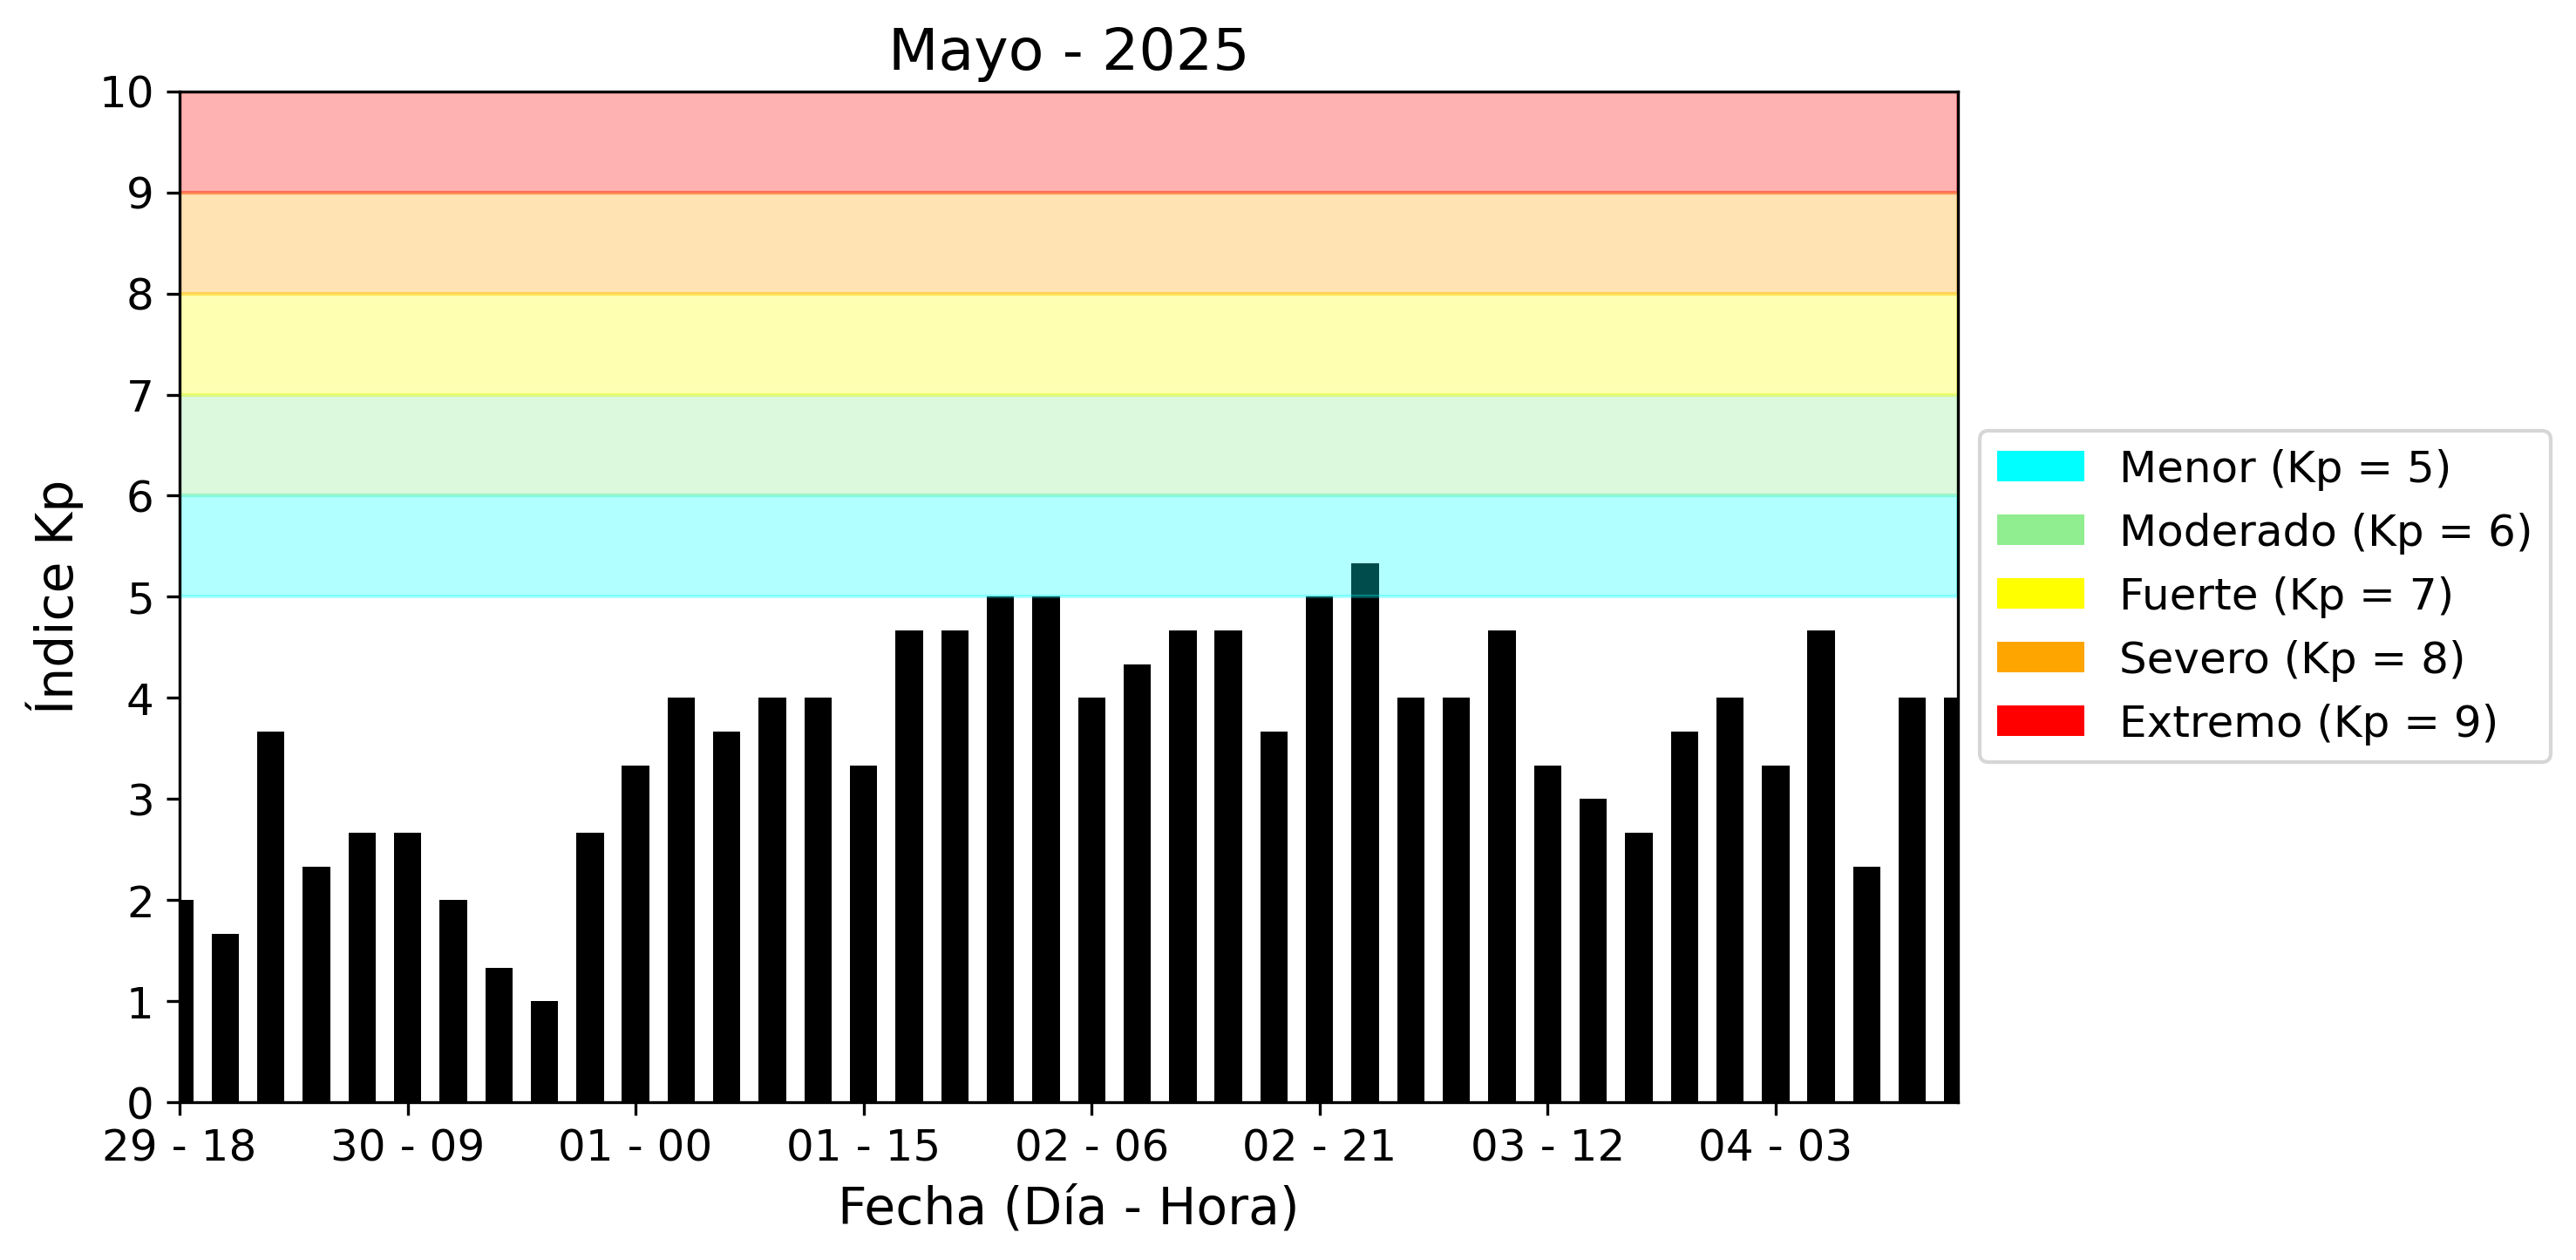 Mayo - 2025
10
9
8
7
6
5
4
3
2
1
0
Índice Kp
29 - 18 30 - 09 01 - 00 01 - 15 02 - 06 02 - 21 03 - 12 04 - 03
Fecha (Día - Hora)
Menor (Kp = 5)
Moderado (Kp = 6)
Fuerte (Kp = 7)
Severo (Kp = 8)
Extremo (Kp = 9)